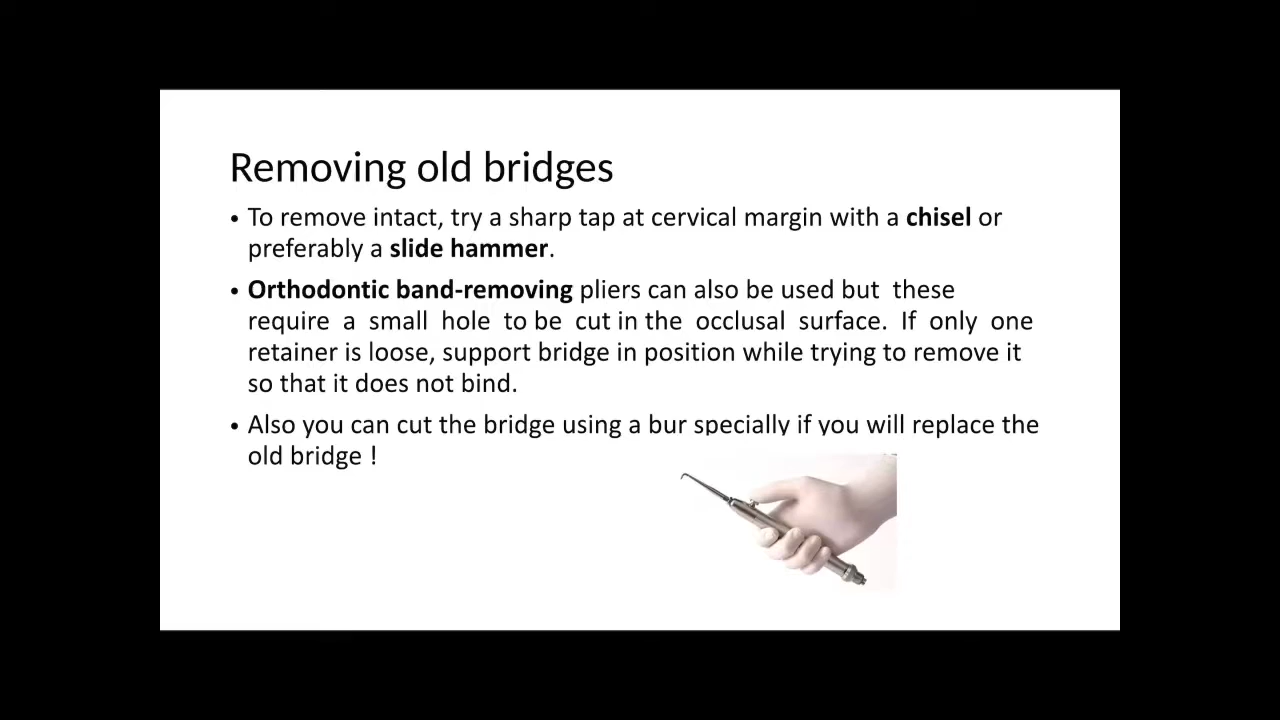 Removing old bridges
• To remove intact, try a sharp tap at cervical margin with a chisel or
preferably a slide hammer.
• Orthodontic band-removing pliers can also be used but these
require a small hole to be cut in the occlusal surface. If only one
retainer is loose, support bridge in position while trying to remove it
so that it does not bind.
• Also you can cut the bridge using a bur specially if you will replace the
old bridge !